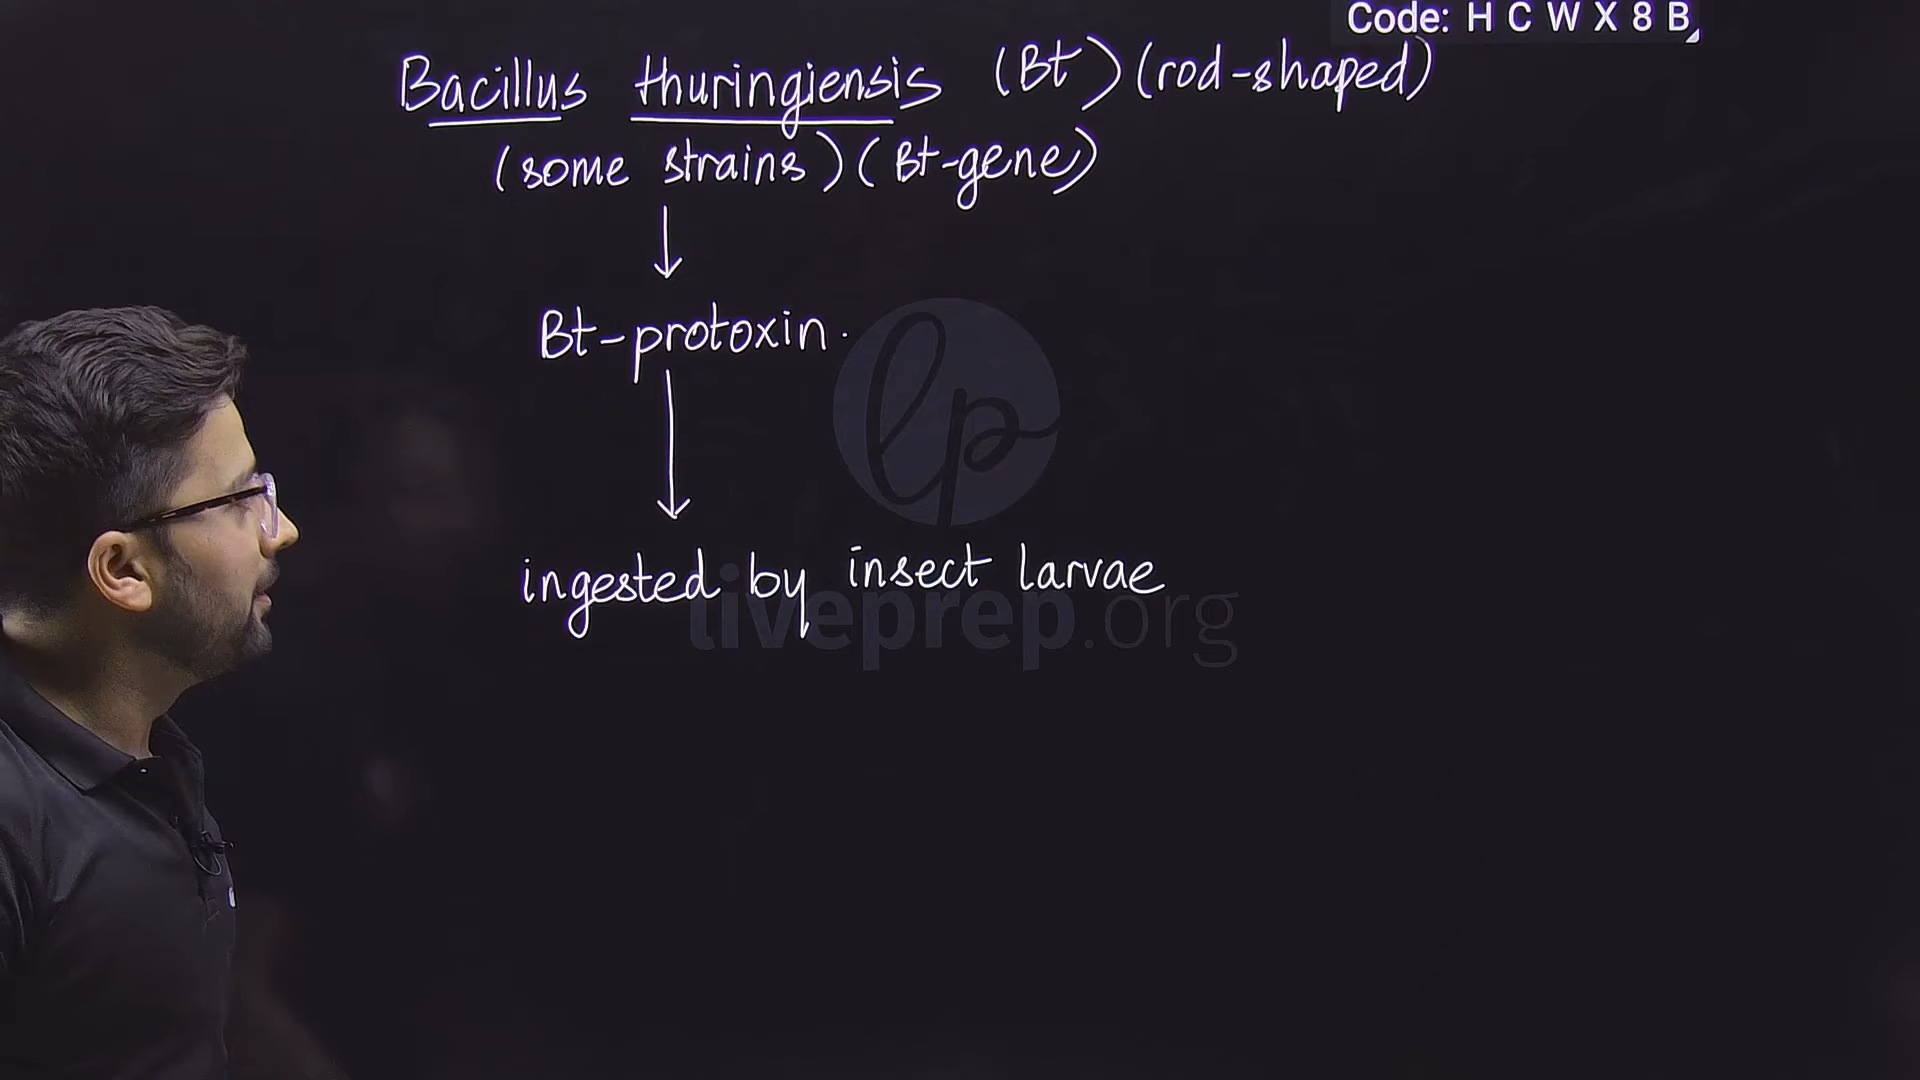 Code: H C W X 8 B
Bacillus thuringiensis (Bt) (rod-shaped)
(some strains) (Bt-gene)
Bt-protoxin.
lp
ingested by insect larvae
liveprep.org